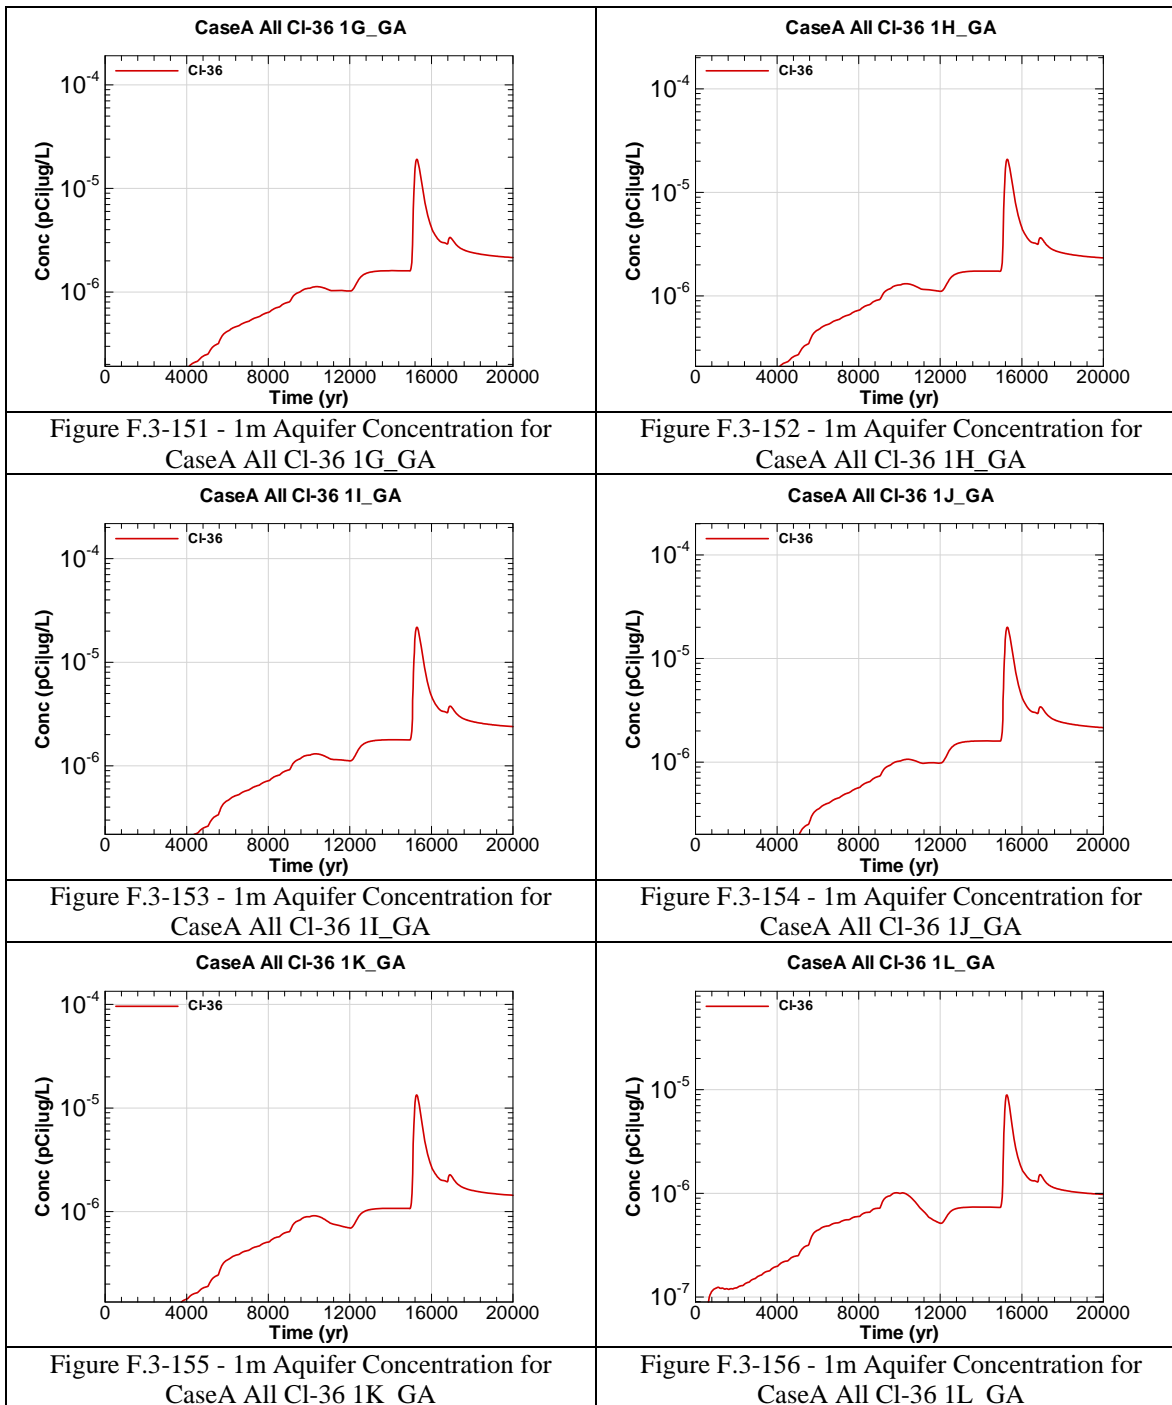 CaseA All Cl-36 1G_GA
Cl-36
10-4
10-5
10-6
Conc (pCi|ug/L)
0 4000 8000 12000 16000 20000
Time (yr)
Figure F.3-151 - 1m Aquifer Concentration for
CaseA All Cl-36 1G_GA
CaseA All Cl-36 1H_GA
Cl-36
10-4
10-5
10-6
Conc (pCi|ug/L)
0 4000 8000 12000 16000 20000
Time (yr)
Figure F.3-152 - 1m Aquifer Concentration for
CaseA All Cl-36 1H_GA
CaseA All Cl-36 1I_GA
Cl-36
10-4
10-5
10-6
Conc (pCi|ug/L)
0 4000 8000 12000 16000 20000
Time (yr)
Figure F.3-153 - 1m Aquifer Concentration for
CaseA All Cl-36 1I_GA
CaseA All Cl-36 1J_GA
Cl-36
10-4
10-5
10-6
Conc (pCi|ug/L)
0 4000 8000 12000 16000 20000
Time (yr)
Figure F.3-154 - 1m Aquifer Concentration for
CaseA All Cl-36 1J_GA
CaseA All Cl-36 1K_GA
Cl-36
10-4
10-5
10-6
Conc (pCi|ug/L)
0 4000 8000 12000 16000 20000
Time (yr)
Figure F.3-155 - 1m Aquifer Concentration for
CaseA All Cl-36 1K_GA
CaseA All Cl-36 1L_GA
Cl-36
10-5
10-6
10-7
Conc (pCi|ug/L)
0 4000 8000 12000 16000 20000
Time (yr)
Figure F.3-156 - 1m Aquifer Concentration for
CaseA All Cl-36 1L_GA